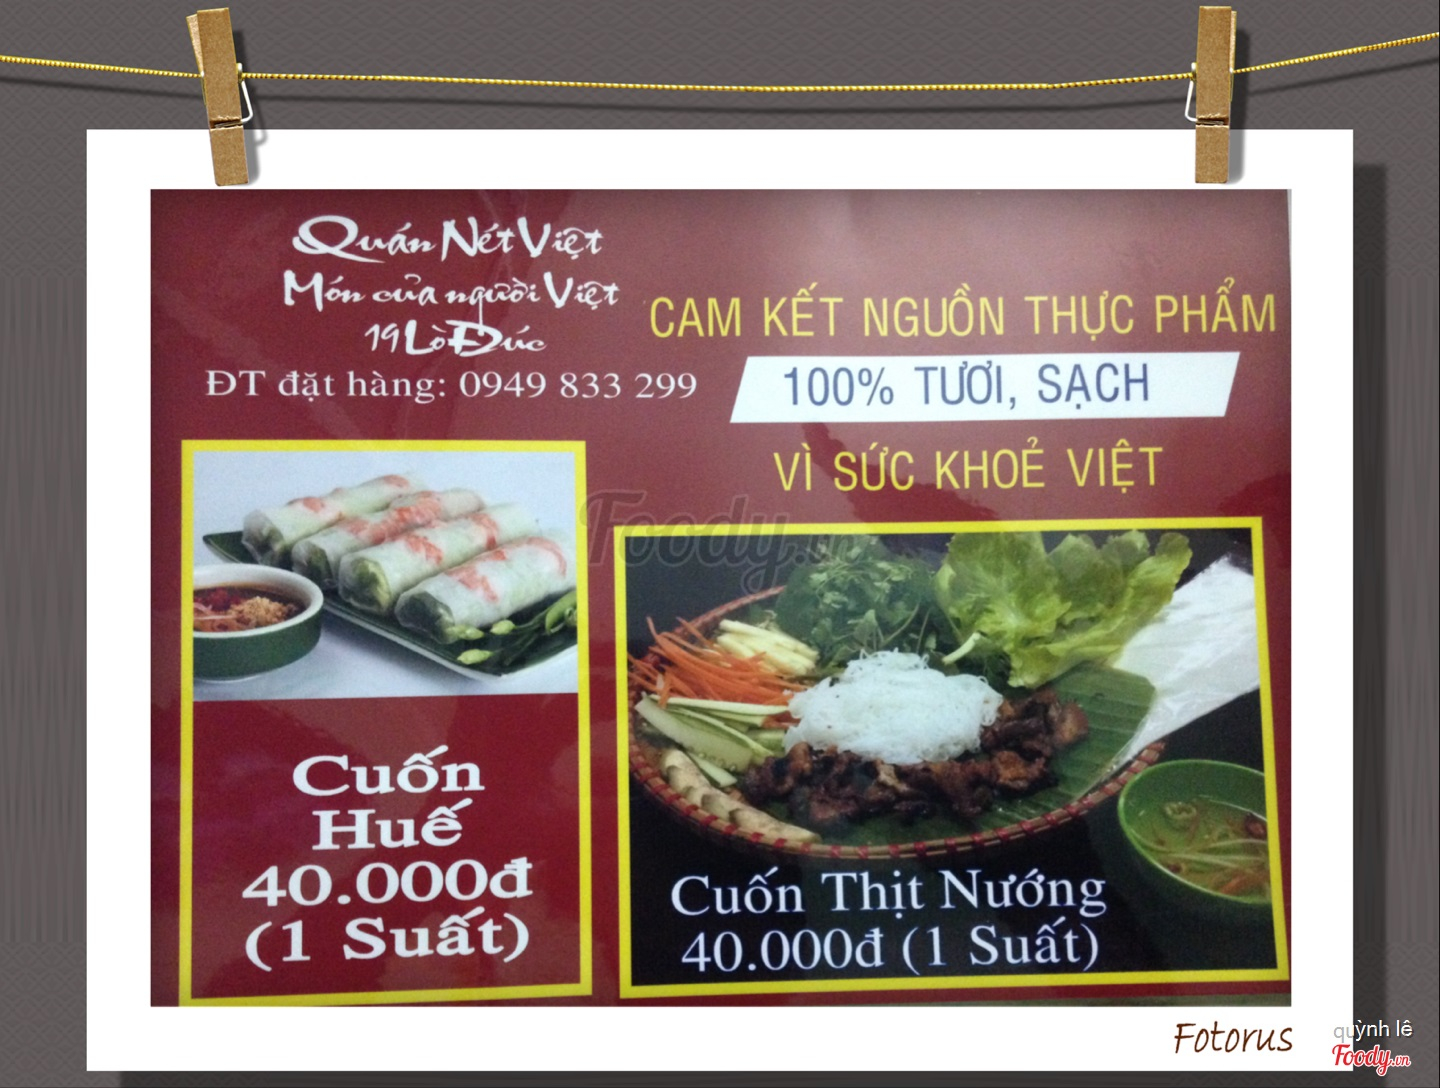 Quán Nét Việt
Món của người Việt
19 Lò Đúc
ĐT đặt hàng: 0949 833 299
CAM KẾT NGUỒN THỰC PHẨM
100% TƯƠI, SẠCH
VÌ SỨC KHOẺ VIỆT
Foody.vn
Cuốn
Huế
40.000đ
(1 Suất)
Cuốn Thịt Nướng
40.000đ (1 Suất)
Fotorus
quỳnh lê
Foody.vn